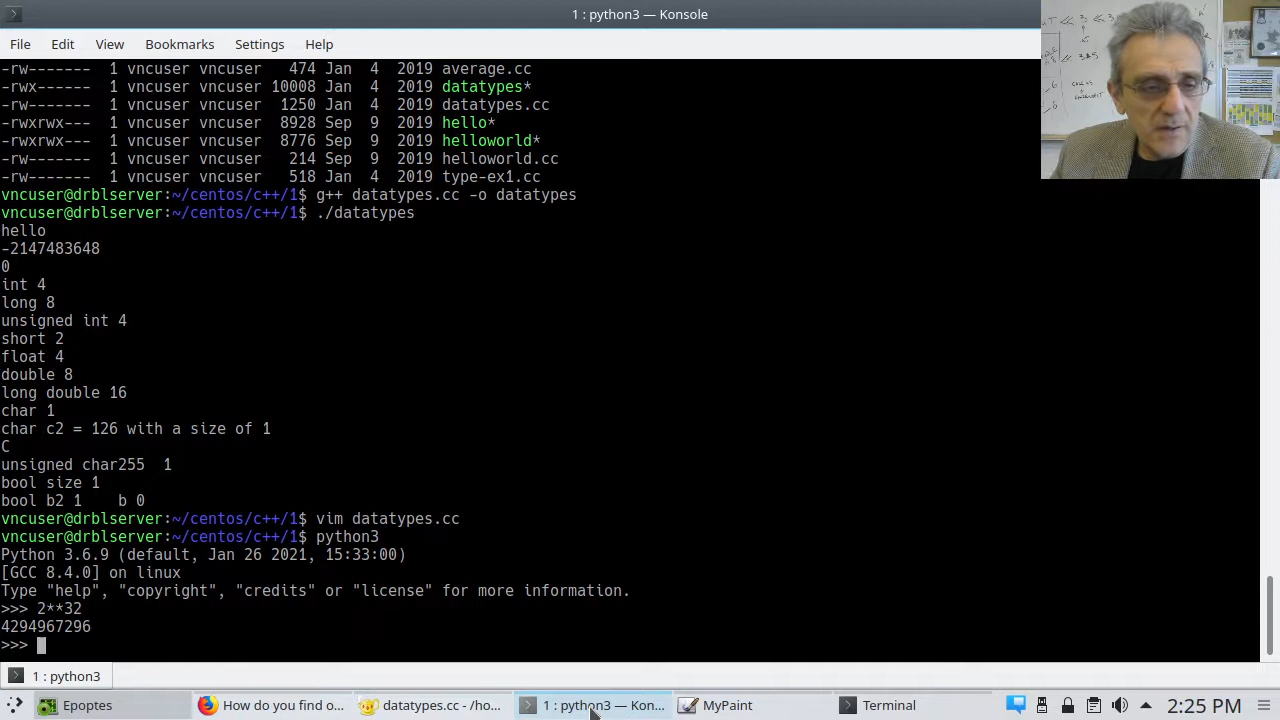 1 : python3 — Konsole
File Edit View Bookmarks Settings Help
-rw------- 1 vncuser vncuser 474 Jan 4 2019 average.cc
-rwx------ 1 vncuser vncuser 10008 Jan 4 2019 datatypes*
-rw------- 1 vncuser vncuser 1250 Jan 4 2019 datatypes.cc
-rwxrwx--- 1 vncuser vncuser 8928 Sep 9 2019 hello*
-rwxrwx--- 1 vncuser vncuser 8776 Sep 9 2019 helloworld*
-rw------- 1 vncuser vncuser 214 Sep 9 2019 helloworld.cc
-rw------- 1 vncuser vncuser 518 Jan 4 2019 type-ex1.cc
vncuser@drblserver:~/centos/c++/1$ g++ datatypes.cc -o datatypes
vncuser@drblserver:~/centos/c++/1$ ./datatypes
hello
-2147483648
0
int 4
long 8
unsigned int 4
short 2
float 4
double 8
long double 16
char 1
char c2 = 126 with a size of 1
C
unsigned char255  1
bool size 1
bool b2 1    b 0
vncuser@drblserver:~/centos/c++/1$ vim datatypes.cc
vncuser@drblserver:~/centos/c++/1$ python3
Python 3.6.9 (default, Jan 26 2021, 15:33:00)
[GCC 8.4.0] on linux
Type "help", "copyright", "credits" or "license" for more information.
>>> 2**32
4294967296
>>>
1 : python3
Epoptes How do you find o... datatypes.cc - /ho... 1 : python3 — Kon... MyPaint Terminal 2:25 PM